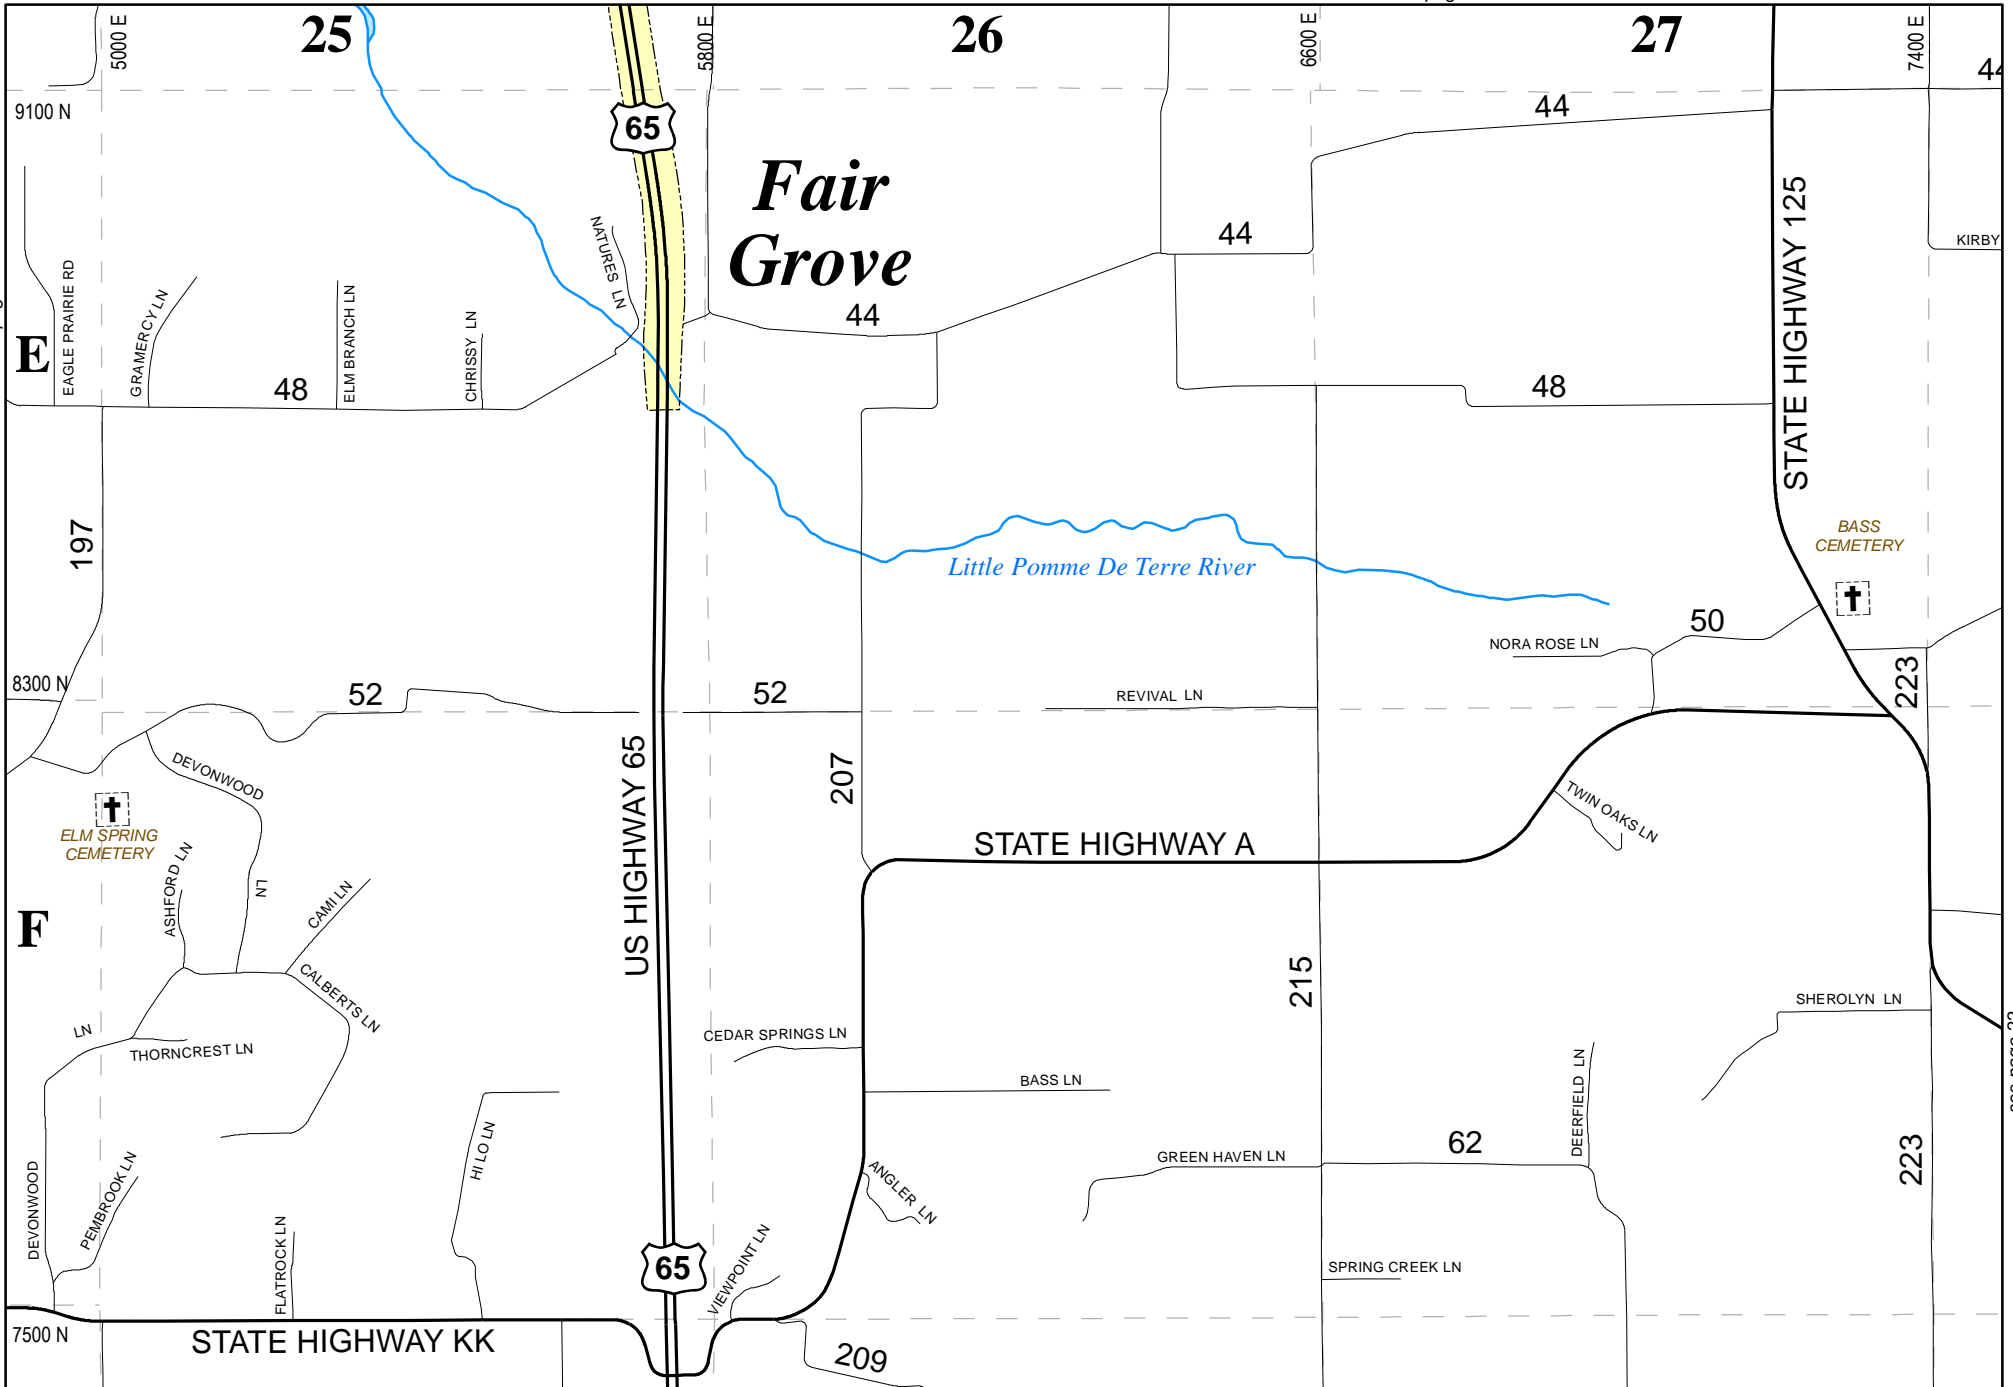 5000 E
25
5800 E
26
6600 E
27
7400 E
44
9100 N
65
44
Fair
Grove
STATE HIGHWAY 125
NATURES LN
44
KIRBY
EAGLE PRAIRIE RD
GRAMERCY LN
ELM BRANCH LN
CHRISSY LN
44
E
48
48
197
BASS
CEMETERY
Little Pomme De Terre River
50
NORA ROSE LN
8300 N
52
52
REVIVAL LN
223
DEVONWOOD
LN
US HIGHWAY 65
207
TWIN OAKS LN
ELM SPRING
CEMETERY
STATE HIGHWAY A
ASHFORD LN
CAMI LN
F
CALBERTS LN
215
SHEROLYN LN
LN
THORNCREST LN
CEDAR SPRINGS LN
BASS LN
DEERFIELD LN
HI LO LN
62
223
GREEN HAVEN LN
DEVONWOOD
PEMBROOK LN
ANGLER LN
FLATROCK LN
65
VIEWPOINT LN
SPRING CREEK LN
7500 N
STATE HIGHWAY KK
209